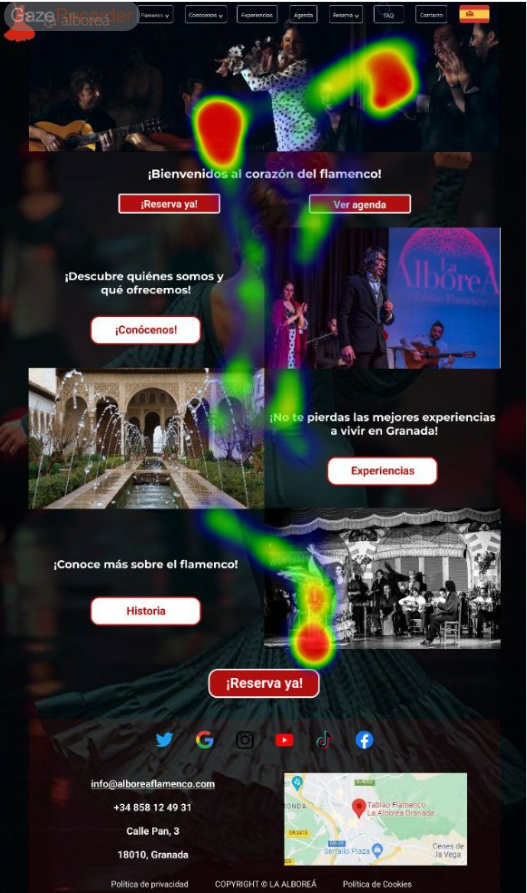 GazeRecorder
la alboreá
Flamenco
Conócenos
Experiencias
Agenda
Reserva
FAQ
Contacto
¡Bienvenidos al corazón del flamenco!
¡Reserva ya!
Ver agenda
¡Descubre quiénes somos y
qué ofrecemos!
¡Conócenos!
La
AlboreÁ
Tablao Flamenco
¡No te pierdas las mejores experiencias
a vivir en Granada!
Experiencias
¡Conoce más sobre el flamenco!
Historia
¡Reserva ya!
info@alboreaflamenco.com
+34 858 12 49 31
Calle Pan, 3
18010, Granada
RONDA
Tablao Flamenco
La Alboreá Granada
Serrallo Plaza
Cenes de
la Vega
Política de privacidad
COPYRIGHT © LA ALBOREÁ
Política de Cookies